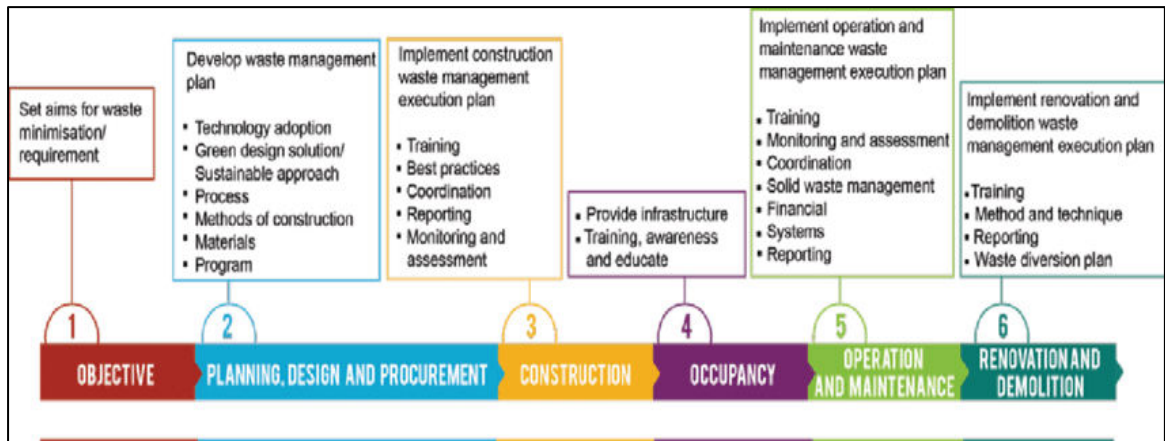 Set aims for waste
minimisation/
requirement
Develop waste management
plan
• Technology adoption
• Green design solution/
Sustainable approach
• Process
• Methods of construction
• Materials
• Program
Implement construction
waste management
execution plan
• Training
• Best practices
• Coordination
• Reporting
• Monitoring and
assessment
• Provide infrastructure
• Training, awareness
and educate
Implement operation and
maintenance waste
management execution plan
• Training
• Monitoring and assessment
• Coordination
• Solid waste management
• Financial
• Systems
• Reporting
Implement renovation and
demolition waste
management execution plan
• Training
• Method and technique
• Reporting
• Waste diversion plan
1
OBJECTIVE
2
PLANNING, DESIGN AND PROCUREMENT
3
CONSTRUCTION
4
OCCUPANCY
5
OPERATION
AND MAINTENANCE
6
RENOVATION AND
DEMOLITION